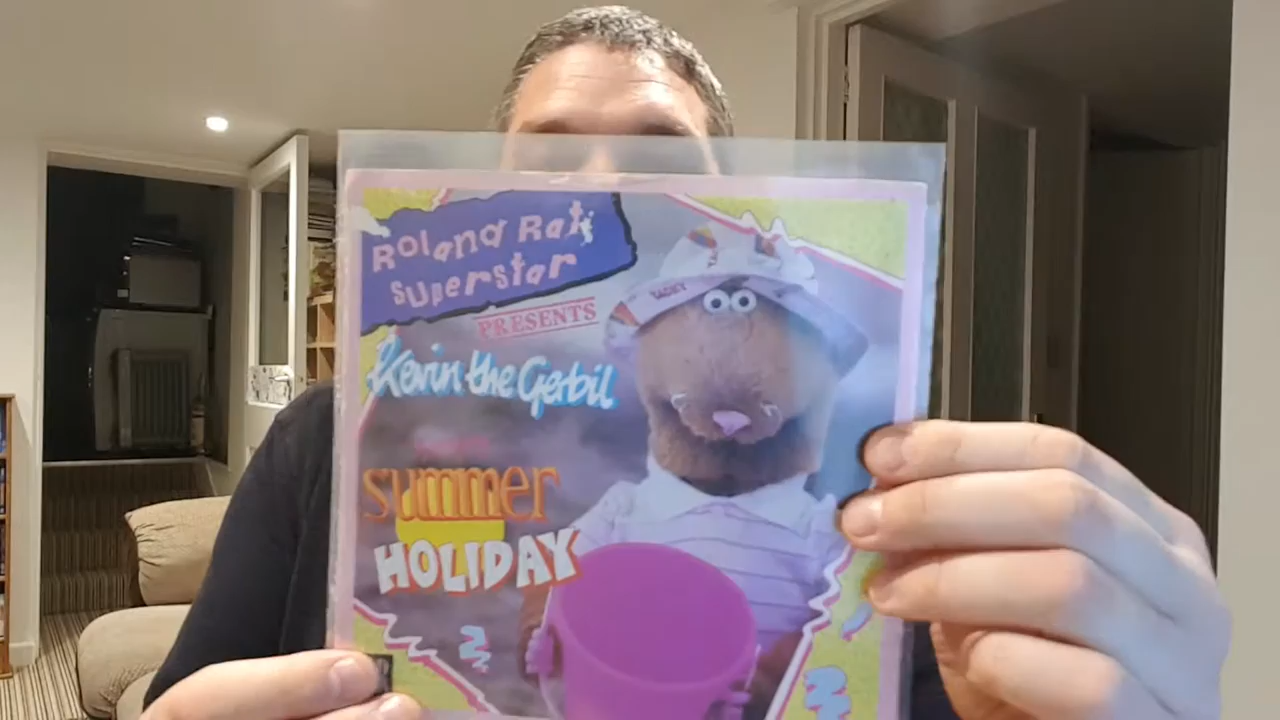 Roland Rat
Superstar
PRESENTS
Kevin the Gerbil
summer
HOLIDAY